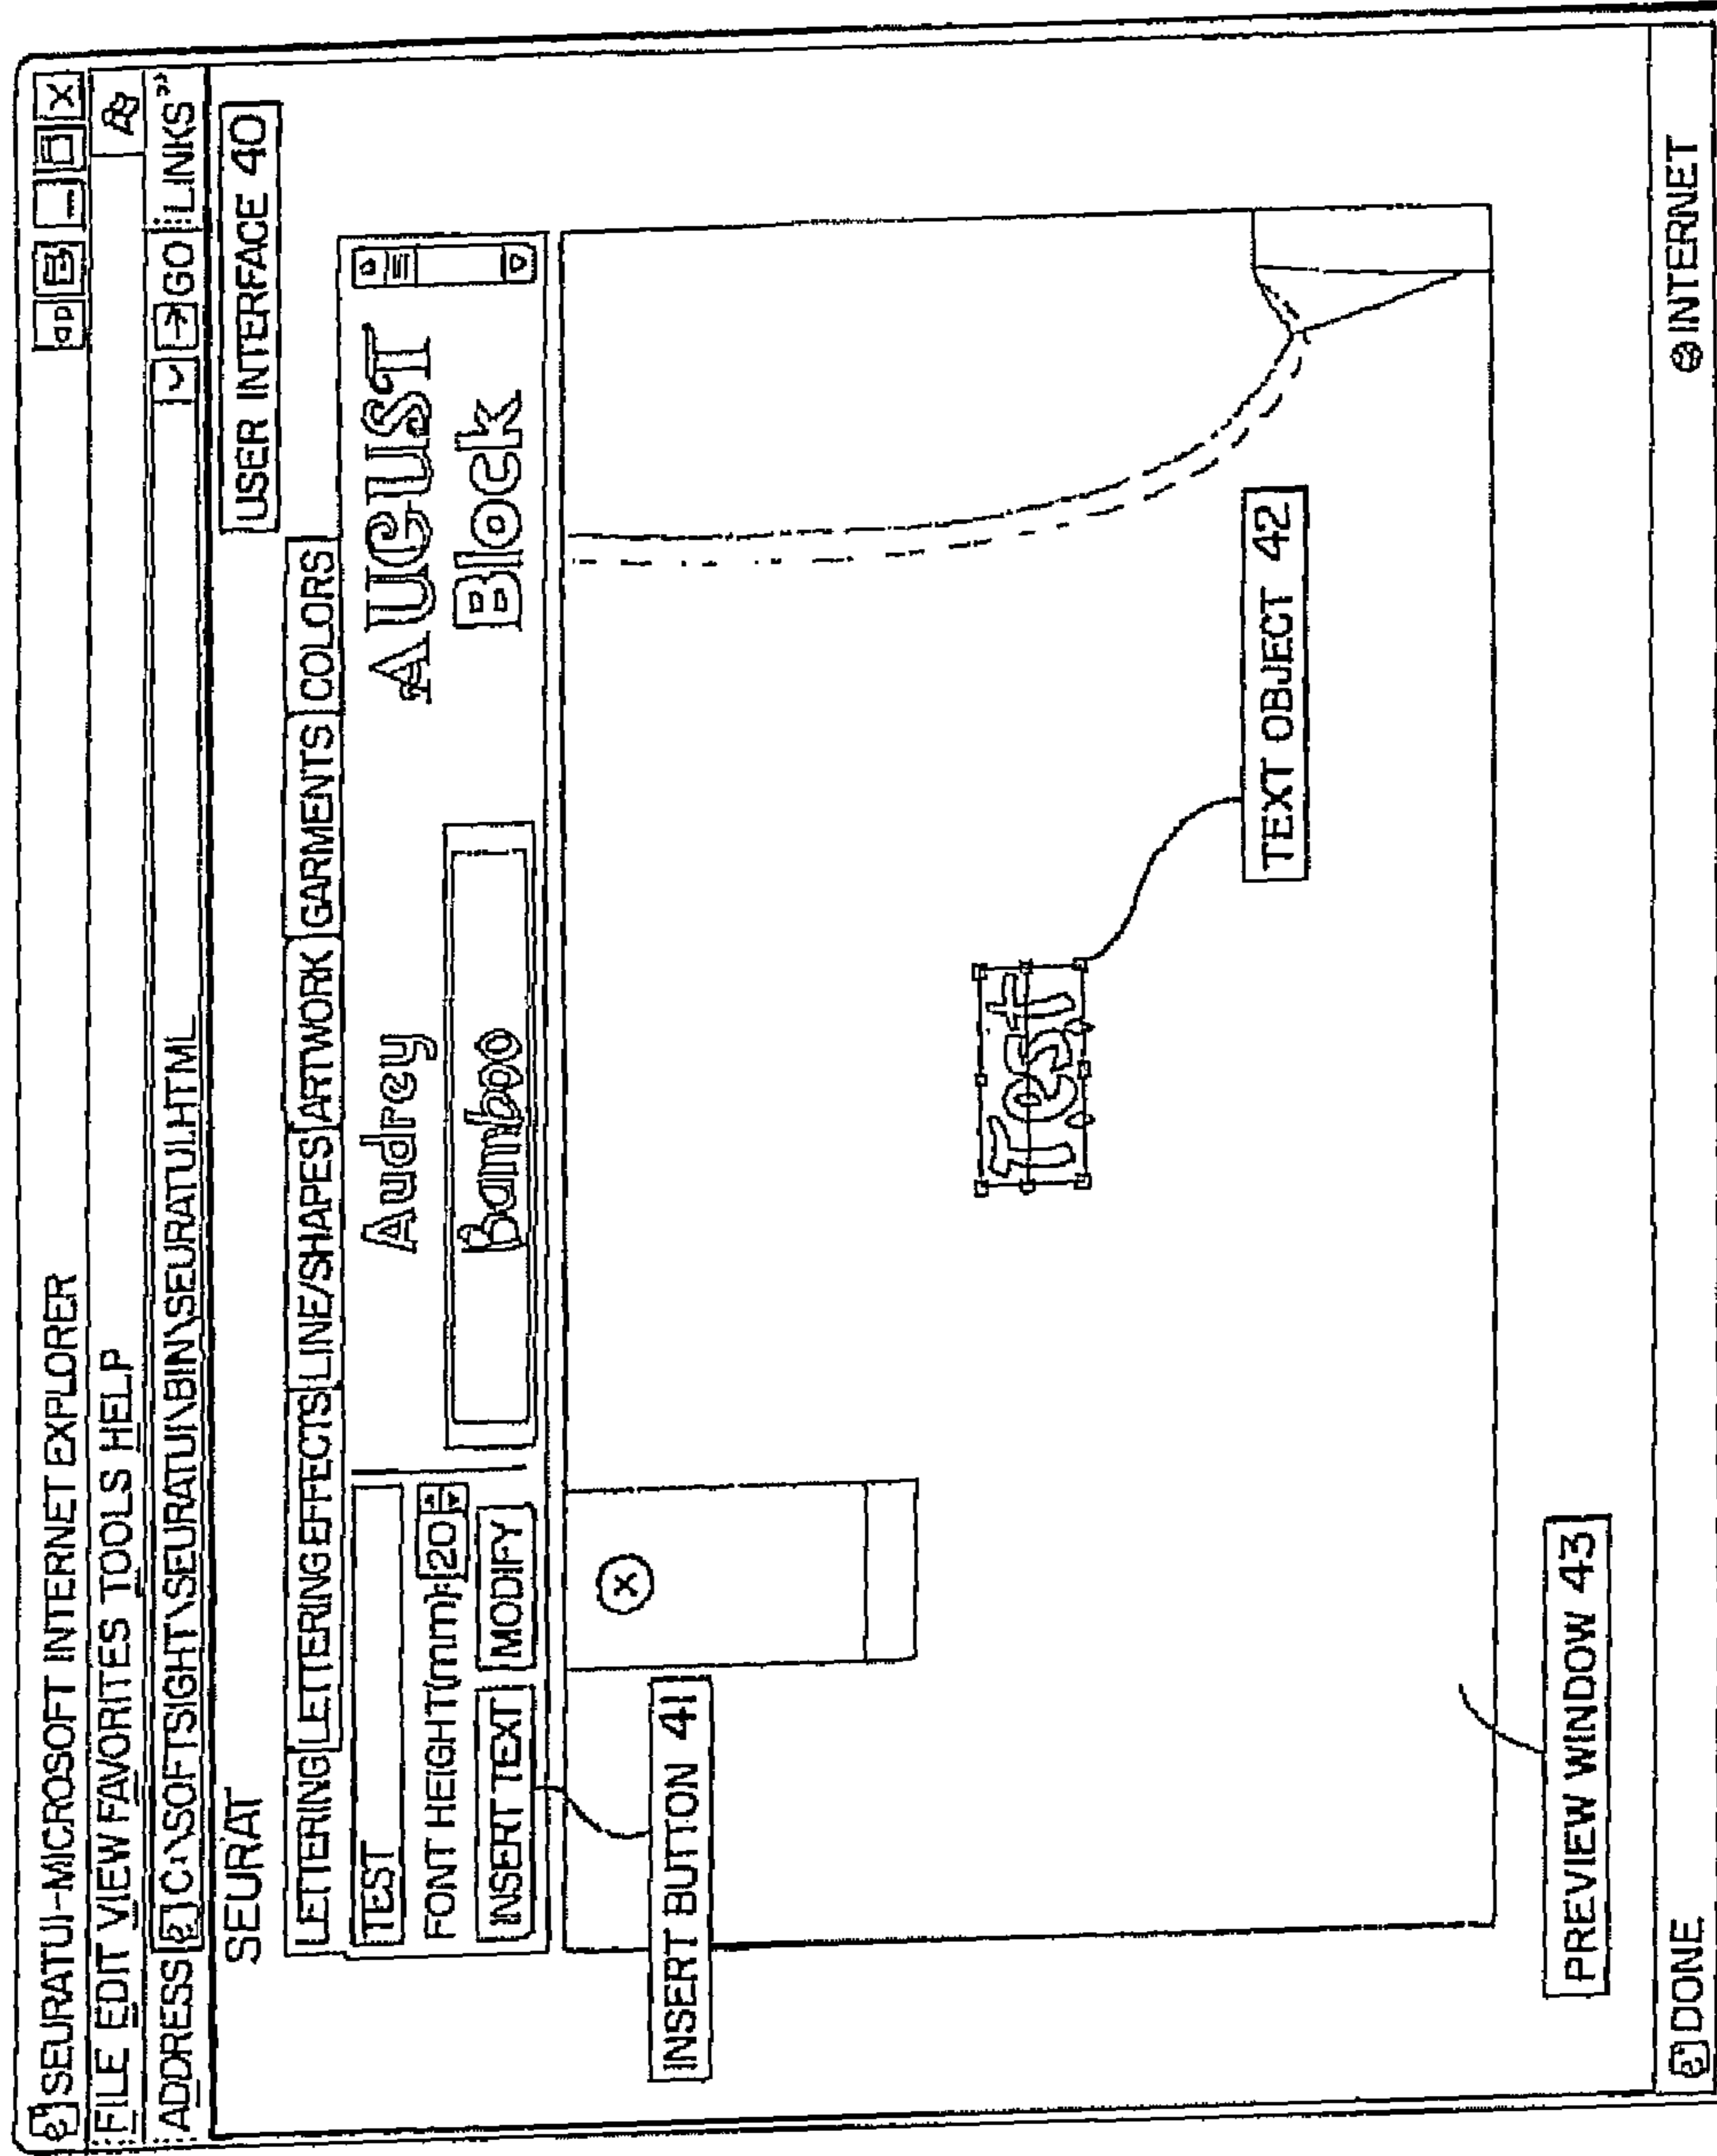 SEURATUI-MICROSOFT INTERNET EXPLORER
FILE EDIT VIEW FAVORITES TOOLS HELP
ADDRESS C:\SOFTSIGHT\SEURATUI\BIN\SEURATUI.HTML GO LINKS »
SEURAT USER INTERFACE 40
LETTERING LETTERING EFFECTS LINE/SHAPES ARTWORK GARMENTS COLORS
TEST
FONT HEIGHT(mm): 20
INSERT TEXT MODIFY
Audrey AUGUST
Bamboo Block
INSERT BUTTON 41
Test
TEXT OBJECT 42
PREVIEW WINDOW 43
DONE INTERNET